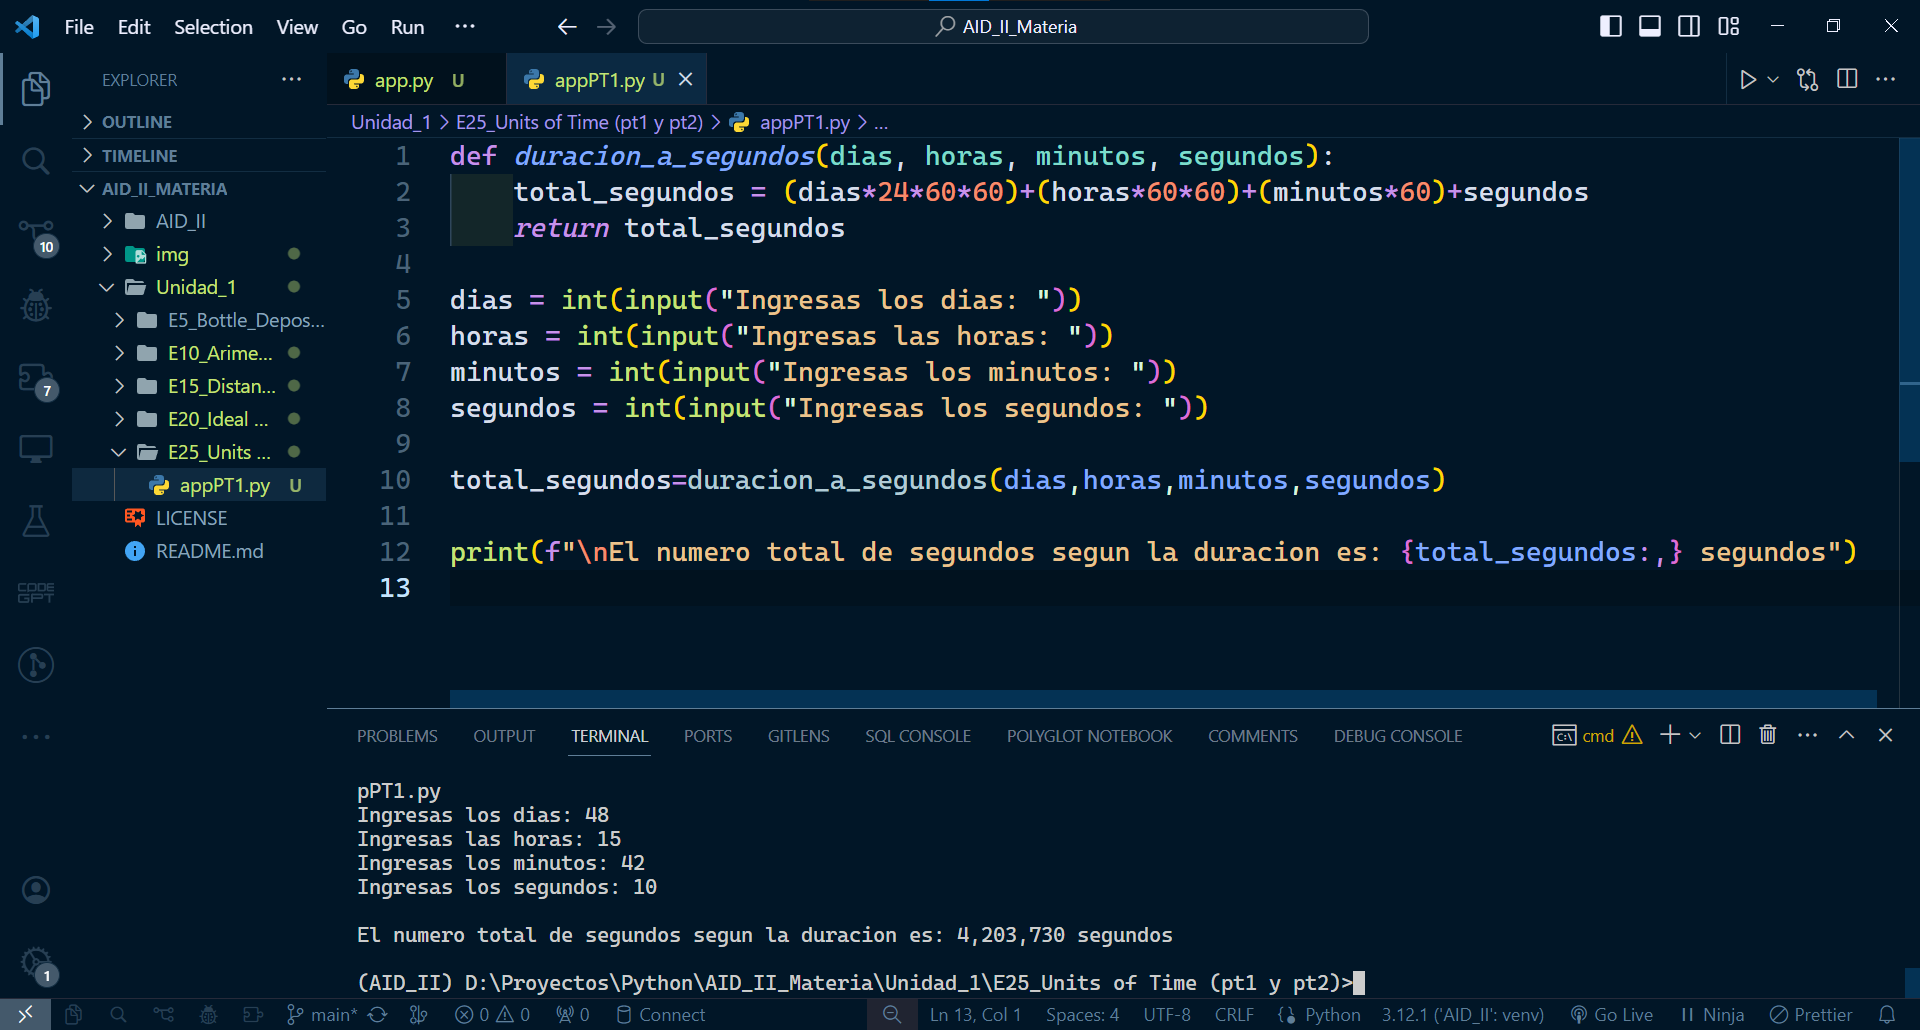 File Edit Selection View Go Run ··· AID_II_Materia
EXPLORER ···
OUTLINE
TIMELINE
AID_II_MATERIA
AID_II
img
Unidad_1
E5_Bottle_Depos...
E10_Arime...
E15_Distan...
E20_Ideal ...
E25_Units ...
appPT1.py U
LICENSE
README.md
10
7
CODE
GPT
1
app.py U appPT1.py U
Unidad_1 > E25_Units of Time (pt1 y pt2) > appPT1.py > ...
1 def duracion_a_segundos(dias, horas, minutos, segundos):
2 total_segundos = (dias*24*60*60)+(horas*60*60)+(minutos*60)+segundos
3 return total_segundos
4
5 dias = int(input("Ingresas los dias: "))
6 horas = int(input("Ingresas las horas: "))
7 minutos = int(input("Ingresas los minutos: "))
8 segundos = int(input("Ingresas los segundos: "))
9
10 total_segundos=duracion_a_segundos(dias,horas,minutos,segundos)
11
12 print(f"\nEl numero total de segundos segun la duracion es: {total_segundos:,} segundos")
13
PROBLEMS OUTPUT TERMINAL PORTS GITLENS SQL CONSOLE POLYGLOT NOTEBOOK COMMENTS DEBUG CONSOLE cmd
pPT1.py
Ingresas los dias: 48
Ingresas las horas: 15
Ingresas los minutos: 42
Ingresas los segundos: 10
El numero total de segundos segun la duracion es: 4,203,730 segundos
(AID_II) D:\Proyectos\Python\AID_II_Materia\Unidad_1\E25_Units of Time (pt1 y pt2)>
main* 0 0 0 Connect Ln 13, Col 1 Spaces: 4 UTF-8 CRLF Python 3.12.1 ('AID_II': venv) Go Live Ninja Prettier